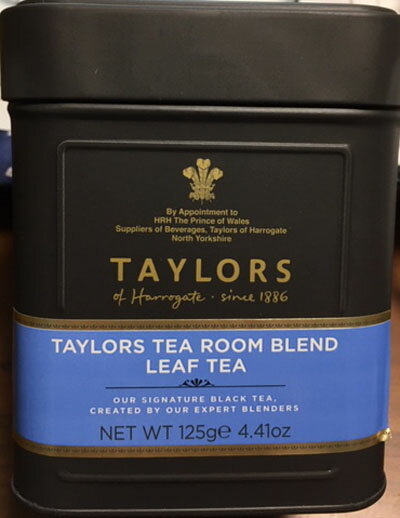 By Appointment to
HRH The Prince of Wales
Suppliers of Beverages, Taylors of Harrogate
North Yorkshire
TAYLORS
of Harrogate · since 1886
TAYLORS TEA ROOM BLEND
LEAF TEA
OUR SIGNATURE BLACK TEA,
CREATED BY OUR EXPERT BLENDERS
NET WT 125g℮ 4.41oz